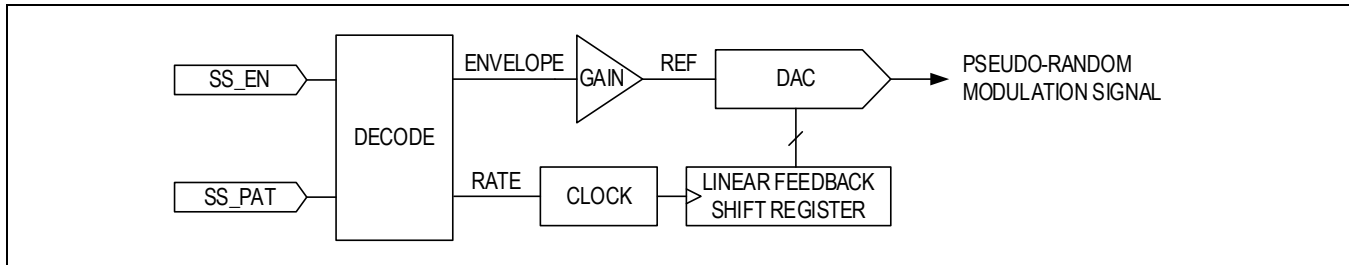 SS_EN
SS_PAT
DECODE
ENVELOPE
GAIN
REF
DAC
PSEUDO-RANDOM
MODULATION SIGNAL
RATE
CLOCK
LINEAR FEEDBACK
SHIFT REGISTER